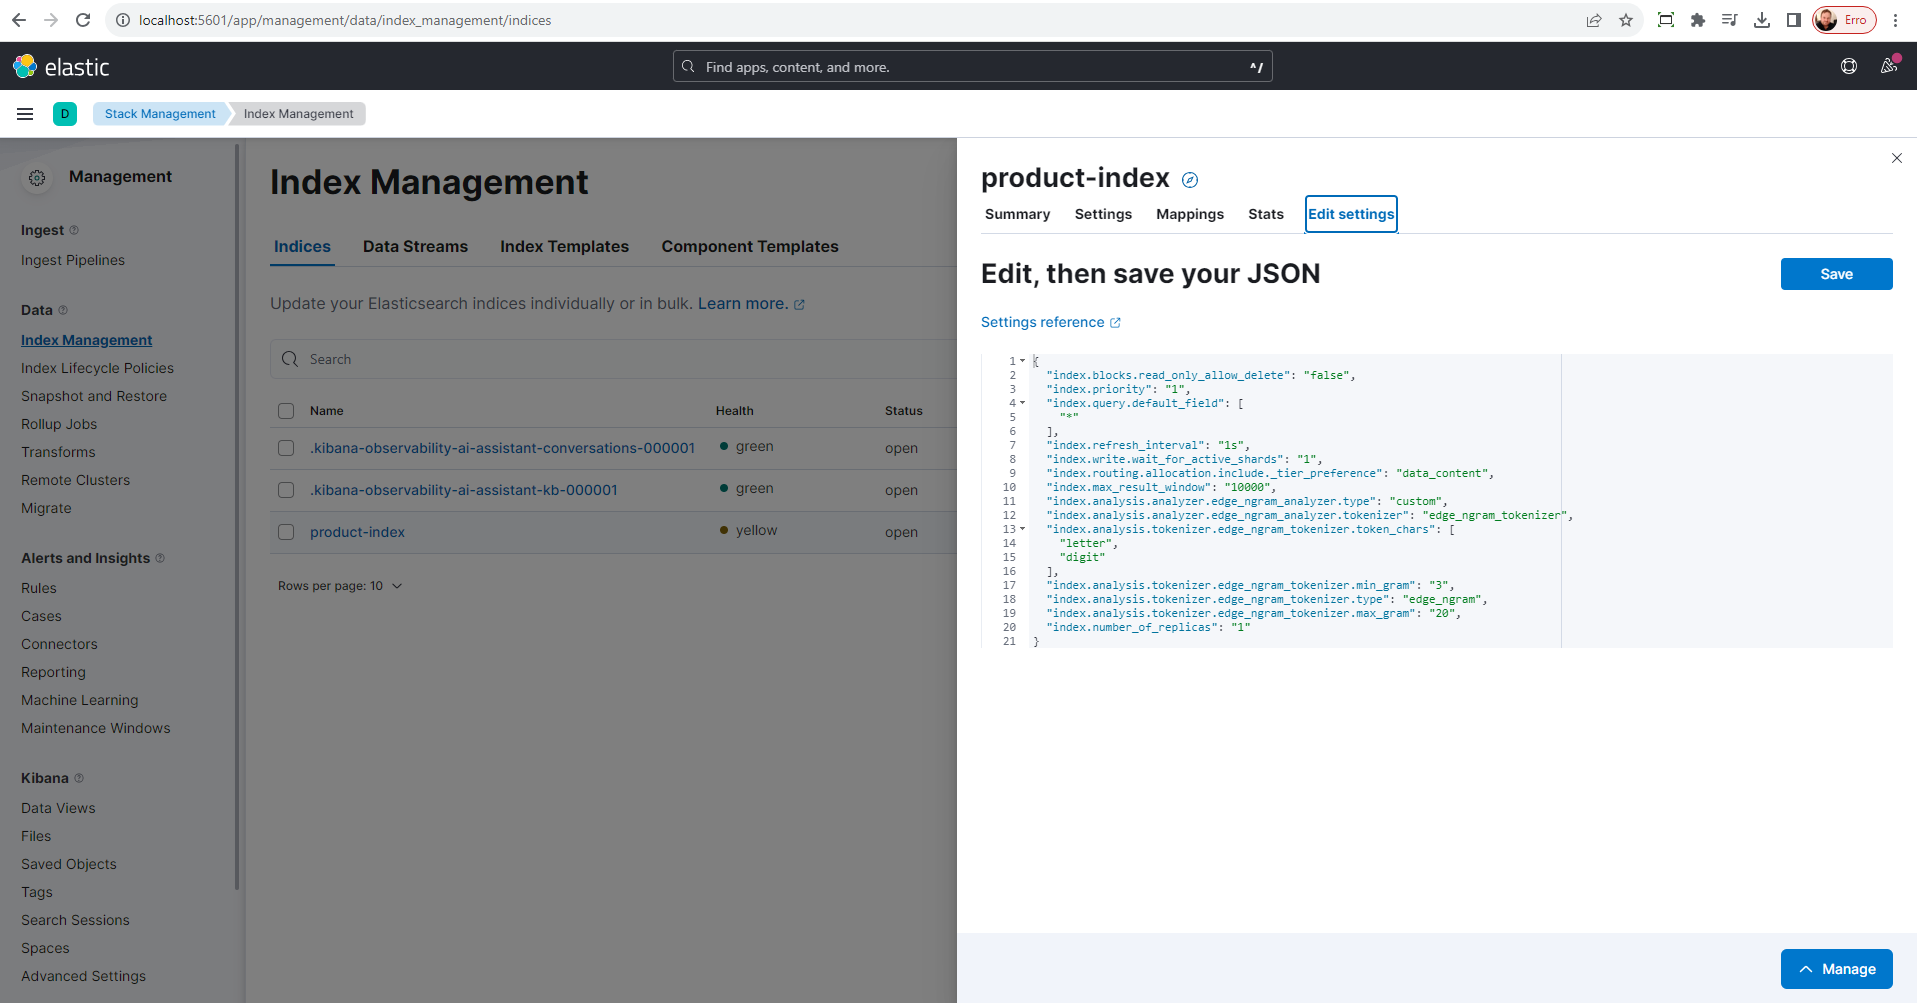 localhost:5601/app/management/data/index_management/indices
Erro
elastic
Find apps, content, and more.
^/
D
Stack Management
Index Management
Management
Ingest
Ingest Pipelines
Data
Index Management
Index Lifecycle Policies
Snapshot and Restore
Rollup Jobs
Transforms
Remote Clusters
Migrate
Alerts and Insights
Rules
Cases
Connectors
Reporting
Machine Learning
Maintenance Windows
Kibana
Data Views
Files
Saved Objects
Tags
Search Sessions
Spaces
Advanced Settings
Index Management
Indices Data Streams Index Templates Component Templates
Update your Elasticsearch indices individually or in bulk. Learn more.
Search
Name Health Status
.kibana-observability-ai-assistant-conversations-000001 green open
.kibana-observability-ai-assistant-kb-000001 green open
product-index yellow open
Rows per page: 10
product-index
Summary Settings Mappings Stats Edit settings
Edit, then save your JSON
Save
Settings reference
1 {
2 "index.blocks.read_only_allow_delete": "false",
3 "index.priority": "1",
4 "index.query.default_field": [
5 "*"
6 ],
7 "index.refresh_interval": "1s",
8 "index.write.wait_for_active_shards": "1",
9 "index.routing.allocation.include._tier_preference": "data_content",
10 "index.max_result_window": "10000",
11 "index.analysis.analyzer.edge_ngram_analyzer.type": "custom",
12 "index.analysis.analyzer.edge_ngram_analyzer.tokenizer": "edge_ngram_tokenizer",
13 "index.analysis.tokenizer.edge_ngram_tokenizer.token_chars": [
14 "letter",
15 "digit"
16 ],
17 "index.analysis.tokenizer.edge_ngram_tokenizer.min_gram": "3",
18 "index.analysis.tokenizer.edge_ngram_tokenizer.type": "edge_ngram",
19 "index.analysis.tokenizer.edge_ngram_tokenizer.max_gram": "20",
20 "index.number_of_replicas": "1"
21 }
Manage